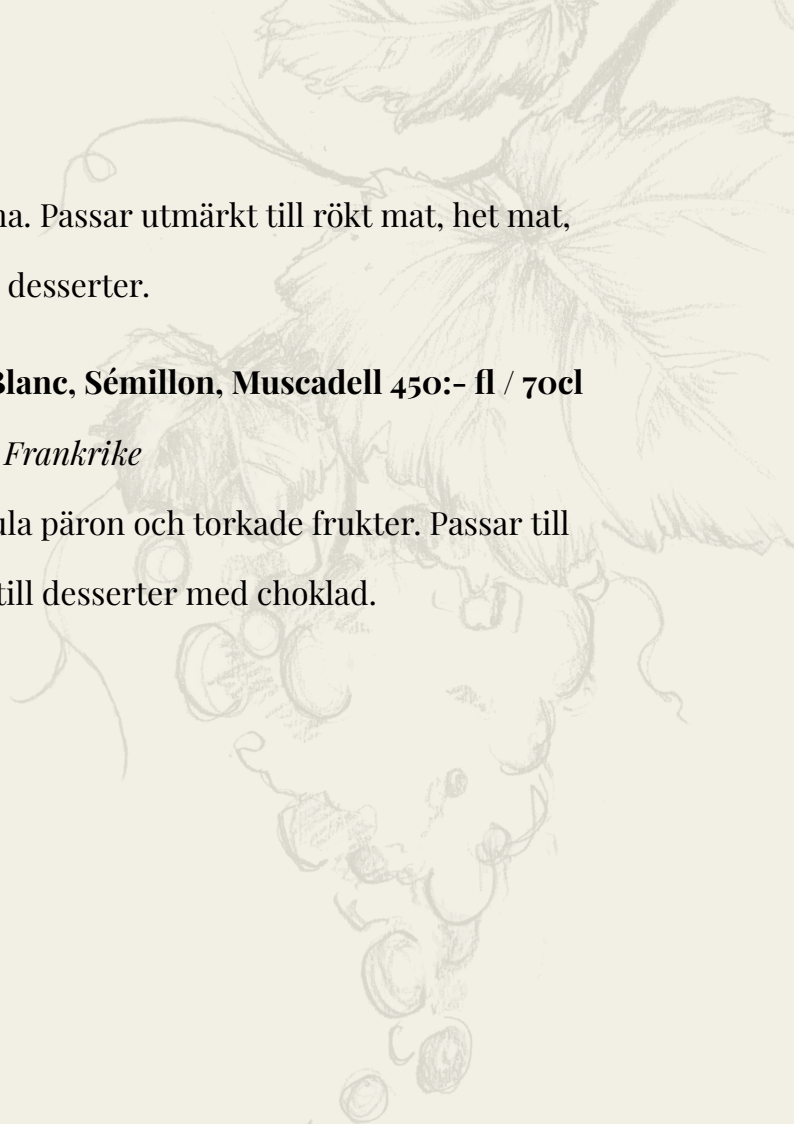 na. Passar utmärkt till rökt mat, het mat,
desserter.
Blanc, Sémillon, Muscadell 450:- fl / 70cl
Frankrike
ula päron och torkade frukter. Passar till
till desserter med choklad.